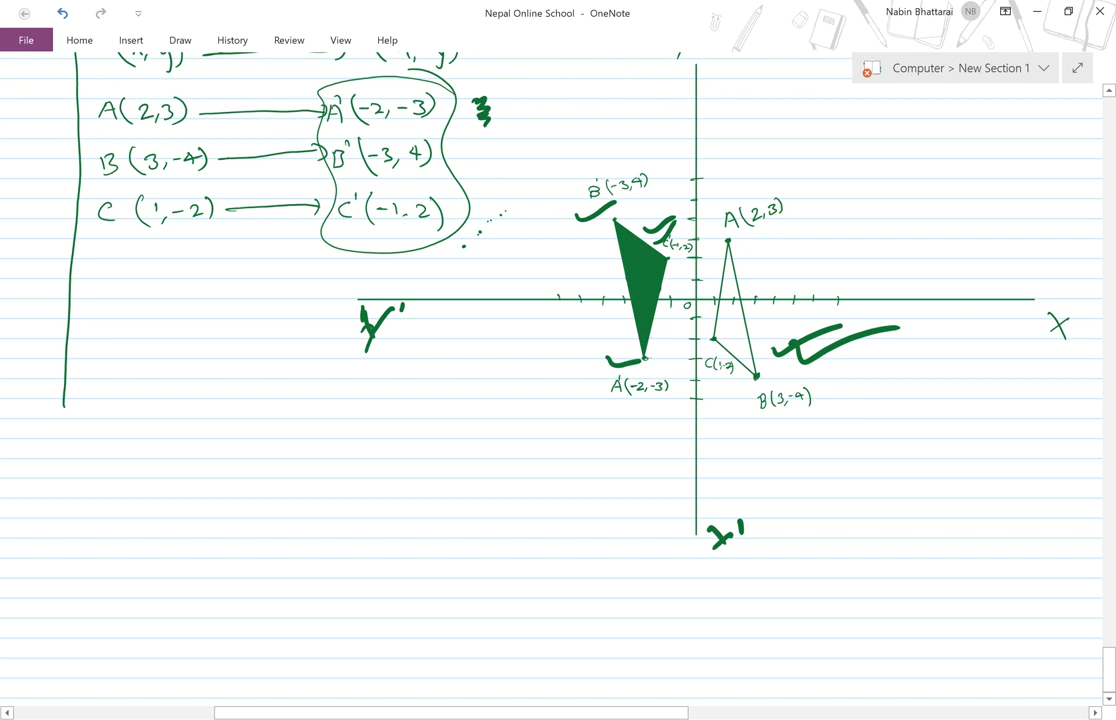 Nepal Online School - OneNote
Nabin Bhattarai NB
File Home Insert Draw History Review View Help
Computer > New Section 1
A(2,3) A'(-2,-3)
B(3,-4) B'(-3,4)
C(1,-2) C'(-1,2)
B'(-3,4)
A(2,3)
C'(-1,2)
0
X
C(1,-2)
A'(-2,-3)
B(3,-4)